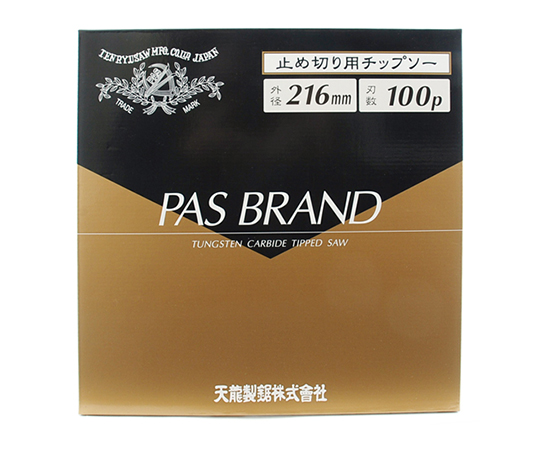 TENRYUSAW MFG. CO. LTD. JAPAN
TRADE MARK
止め切り用チップソー
外径 216mm 刃数 100p
PAS BRAND
TUNGSTEN CARBIDE TIPPED SAW
天龍製鋸株式會社